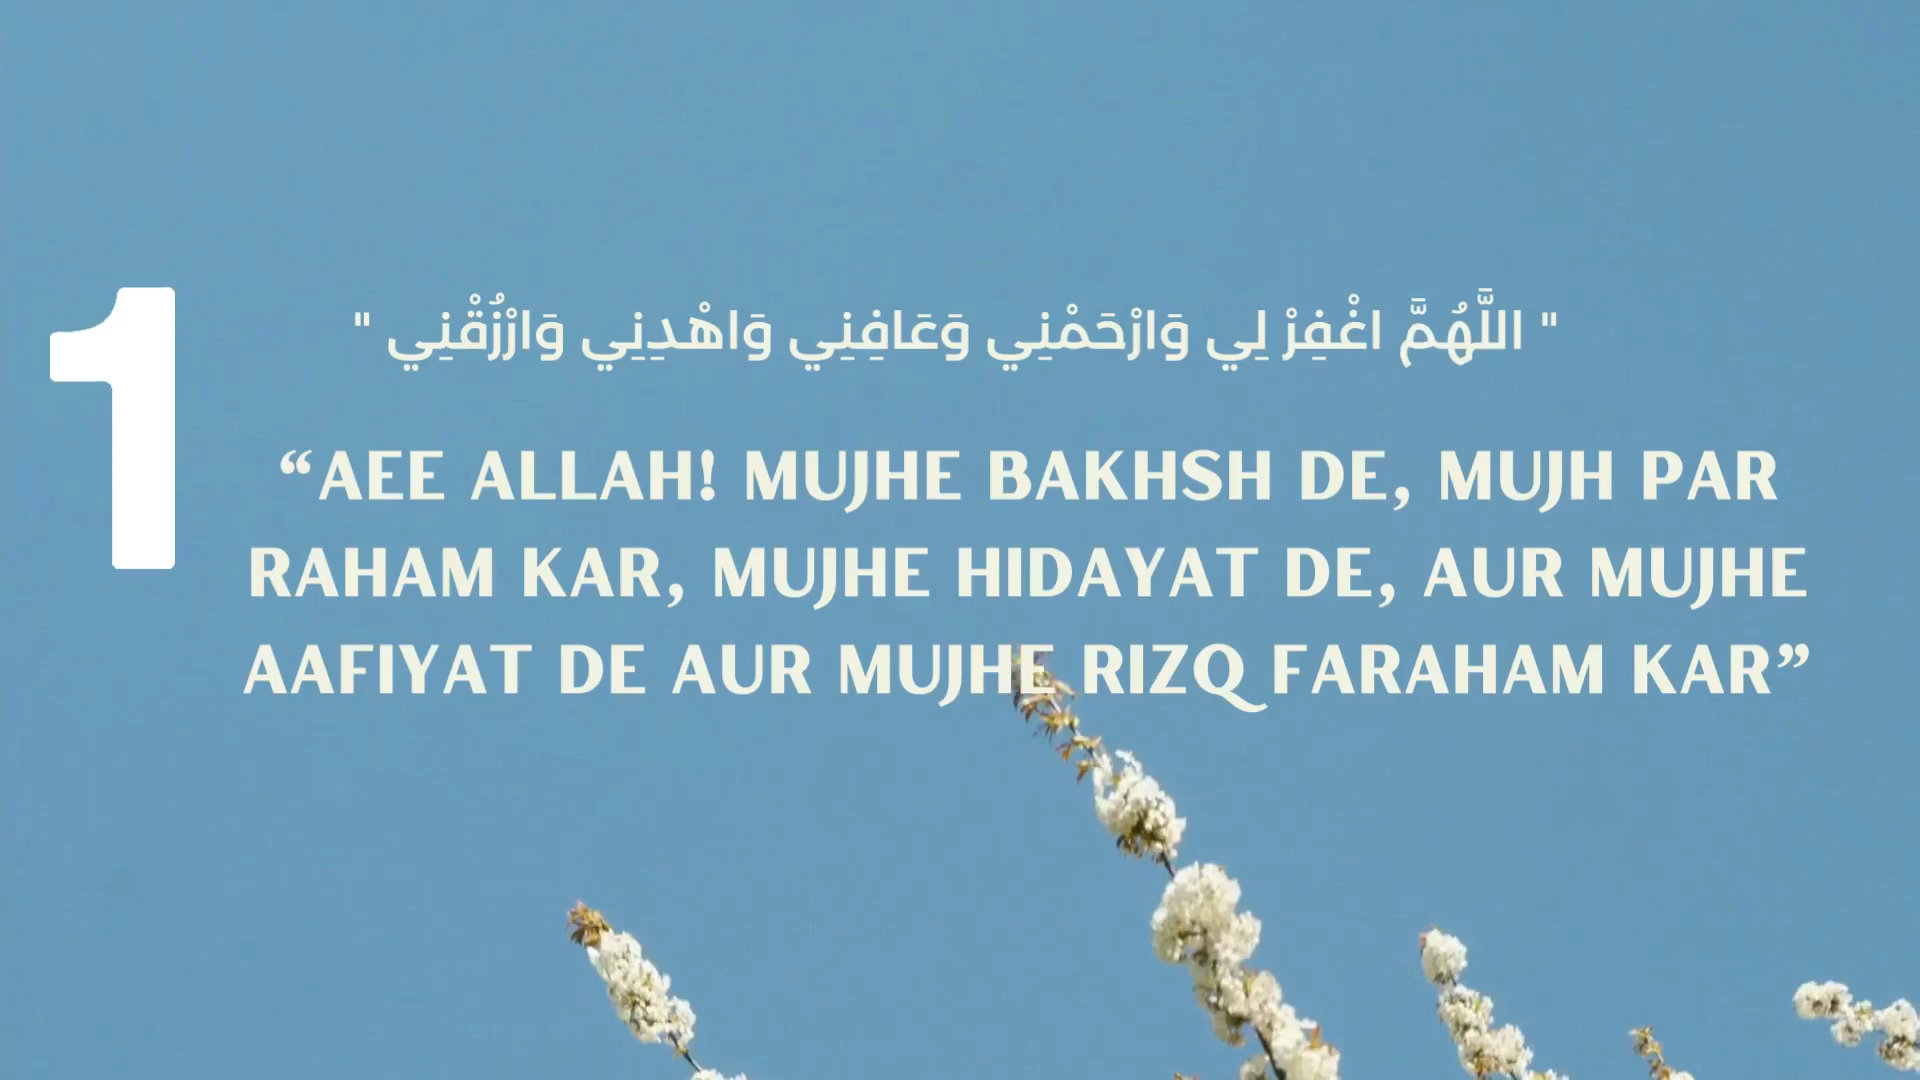 1
" اللَّهُمَّ اغْفِرْ لِي وَارْحَمْنِي وَعَافِنِي وَاهْدِنِي وَارْزُقْنِي "
“AEE ALLAH! MUJHE BAKHSH DE, MUJH PAR
RAHAM KAR, MUJHE HIDAYAT DE, AUR MUJHE
AAFIYAT DE AUR MUJHE RIZQ FARAHAM KAR”